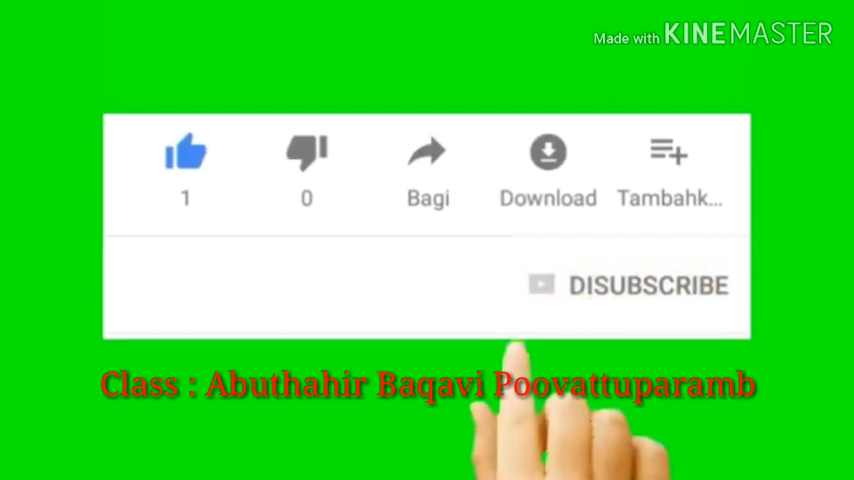 Made with KINEMASTER
1 0 Bagi Download Tambahk...
DISUBSCRIBE
Class : Abuthahir Baqavi Poovattuparamb